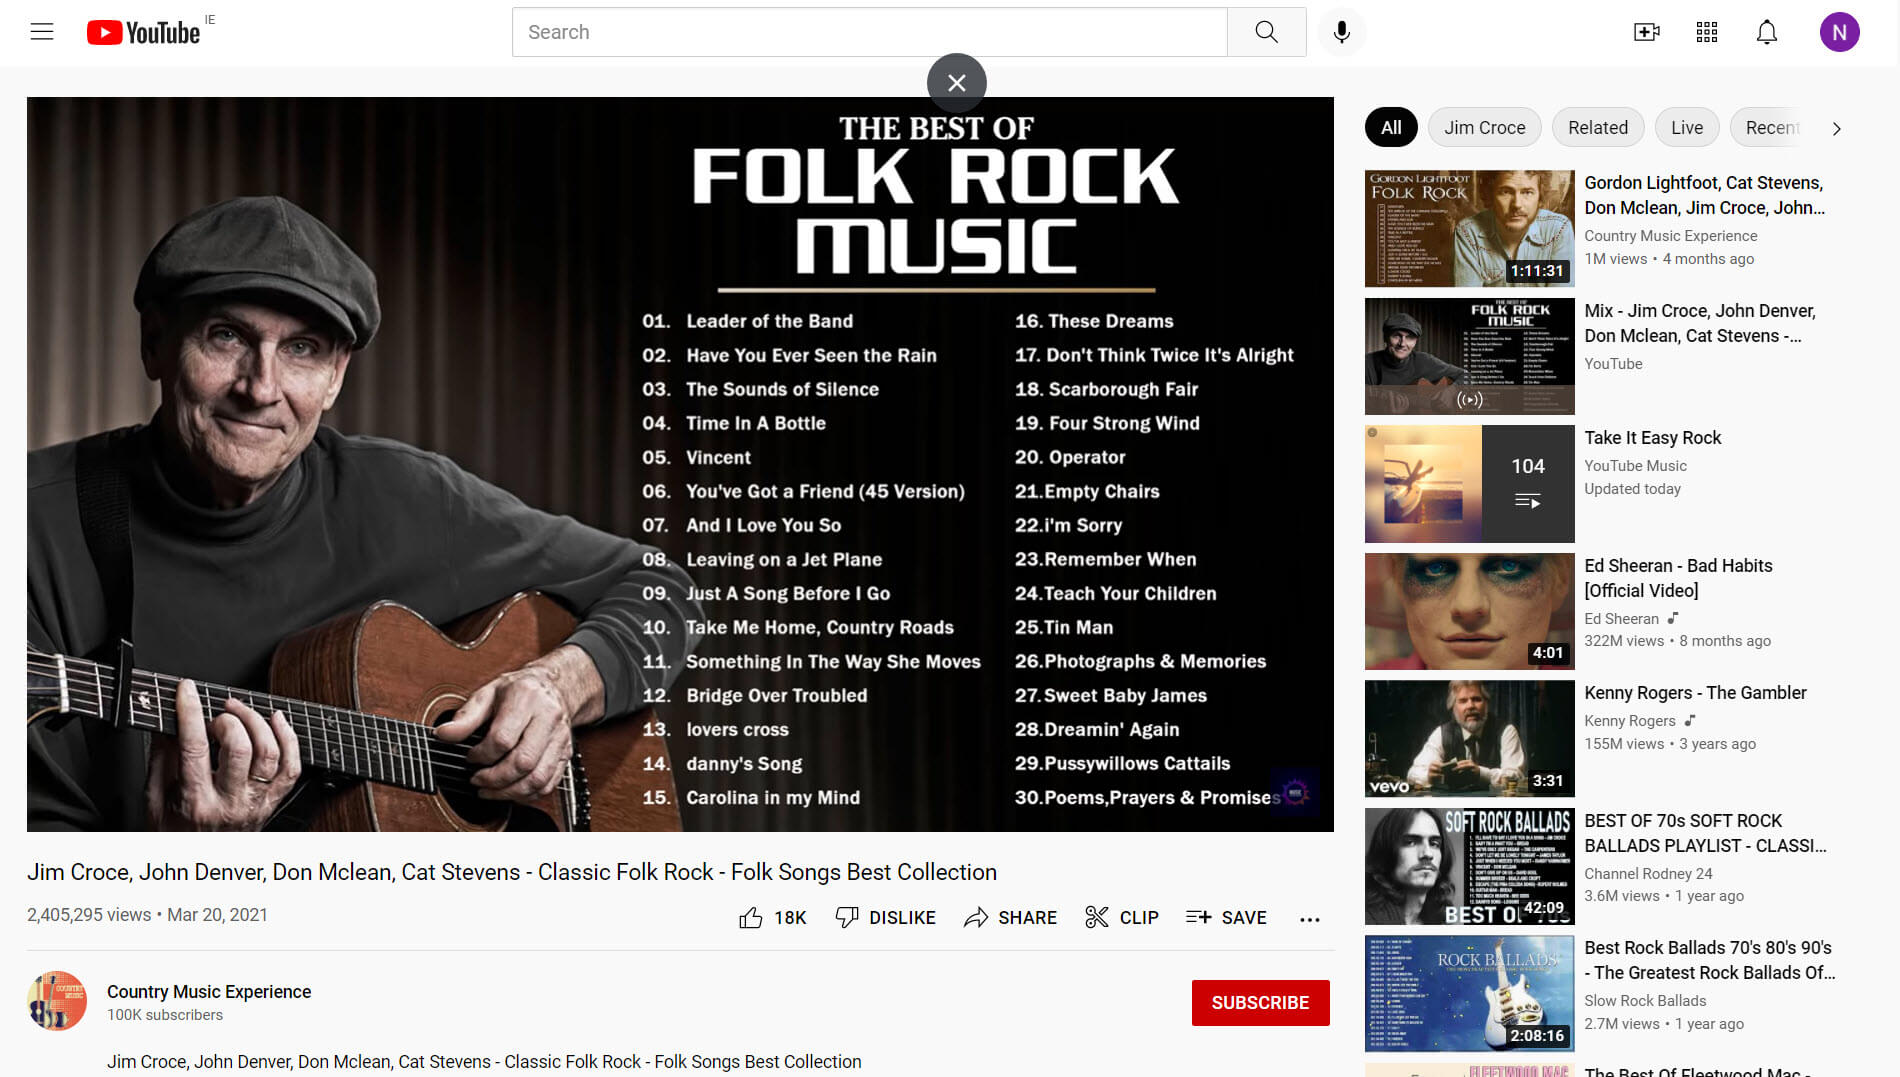 YouTube IE
Search
N
THE BEST OF
FOLK ROCK
MUSIC
01. Leader of the Band
02. Have You Ever Seen the Rain
03. The Sounds of Silence
04. Time In A Bottle
05. Vincent
06. You've Got a Friend (45 Version)
07. And I Love You So
08. Leaving on a Jet Plane
09. Just A Song Before I Go
10. Take Me Home, Country Roads
11. Something In The Way She Moves
12. Bridge Over Troubled
13. lovers cross
14. danny's Song
15. Carolina in my Mind
16. These Dreams
17. Don't Think Twice It's Alright
18. Scarborough Fair
19. Four Strong Wind
20. Operator
21.Empty Chairs
22.i'm Sorry
23.Remember When
24.Teach Your Children
25.Tin Man
26.Photographs & Memories
27.Sweet Baby James
28.Dreamin' Again
29.Pussywillows Cattails
30.Poems,Prayers & Promises
Jim Croce, John Denver, Don Mclean, Cat Stevens - Classic Folk Rock - Folk Songs Best Collection
2,405,295 views • Mar 20, 2021
18K DISLIKE SHARE CLIP SAVE
Country Music Experience
100K subscribers
SUBSCRIBE
Jim Croce, John Denver, Don Mclean, Cat Stevens - Classic Folk Rock - Folk Songs Best Collection
All Jim Croce Related Live Recent
GORDON LIGHTFOOT
FOLK ROCK
1:11:31
Gordon Lightfoot, Cat Stevens,
Don Mclean, Jim Croce, John...
Country Music Experience
1M views • 4 months ago
THE BEST OF
FOLK ROCK
MUSIC
Mix - Jim Croce, John Denver,
Don Mclean, Cat Stevens -...
YouTube
104
Take It Easy Rock
YouTube Music
Updated today
4:01
Ed Sheeran - Bad Habits
[Official Video]
Ed Sheeran
322M views • 8 months ago
vevo
3:31
Kenny Rogers - The Gambler
Kenny Rogers
155M views • 3 years ago
SOFT ROCK BALLADS
BEST OF 70s
42:09
BEST OF 70s SOFT ROCK
BALLADS PLAYLIST - CLASSI...
Channel Rodney 24
3.6M views • 1 year ago
ROCK BALLADS
2:08:16
Best Rock Ballads 70's 80's 90's
- The Greatest Rock Ballads Of...
Slow Rock Ballads
2.7M views • 1 year ago
FLEETWOOD MAC
The Best Of Fleetwood Mac -